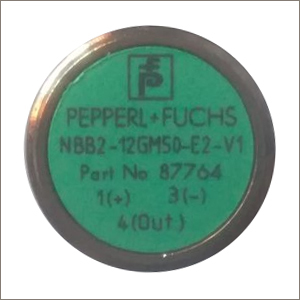 PEPPERL+FUCHS
NBB2-12GM50-E2-V1
Part No 87764
1(+) 3(-)
4(Out)